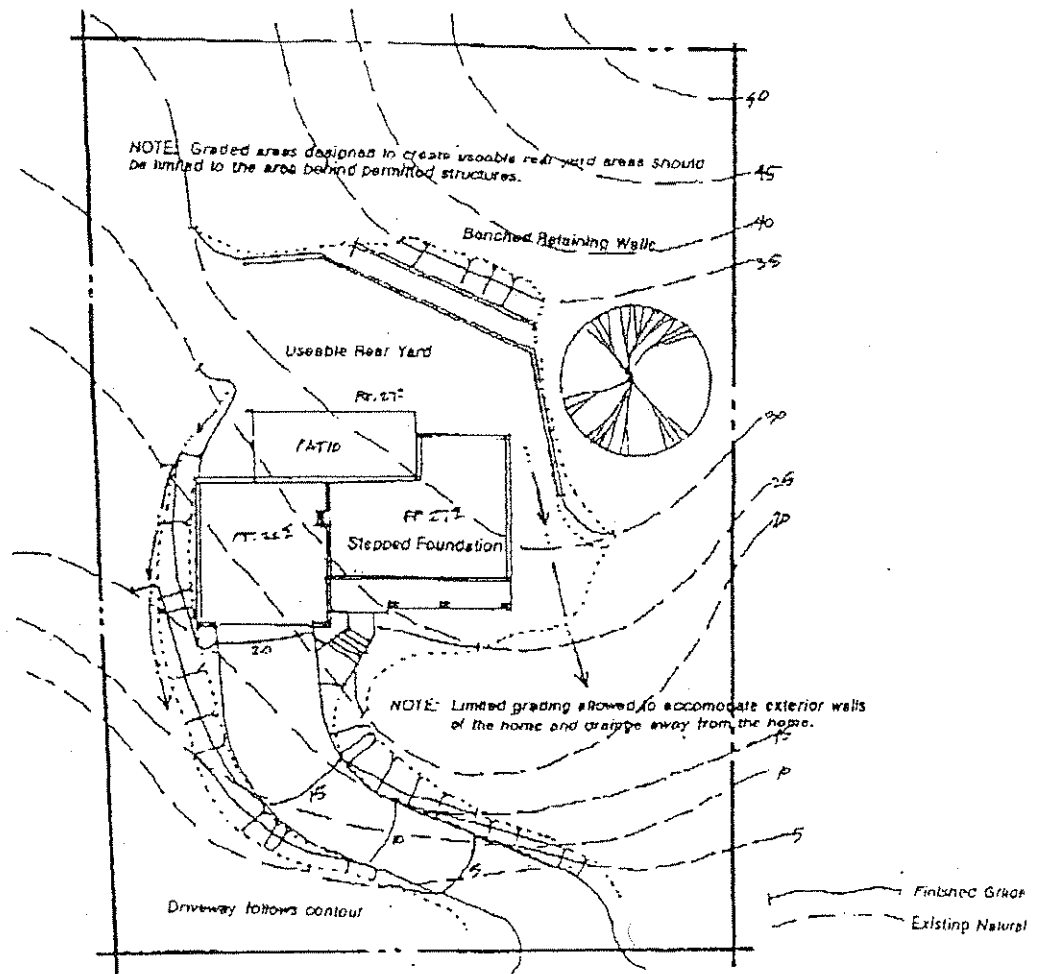 60
NOTE: Graded areas designed to create useable rear yard areas should
be limited to the area behind permitted structures.
45
40
Benched Retaining Walls
35
Useable Rear Yard
30
PATIO
25
20
Stepped Foundation
20
NOTE: Limited grading allowed to accomodate exterior walls
of the home and away from the home.
15
15
10
10
5
5
Driveway follows contour
Finished Grade
Existing Natural